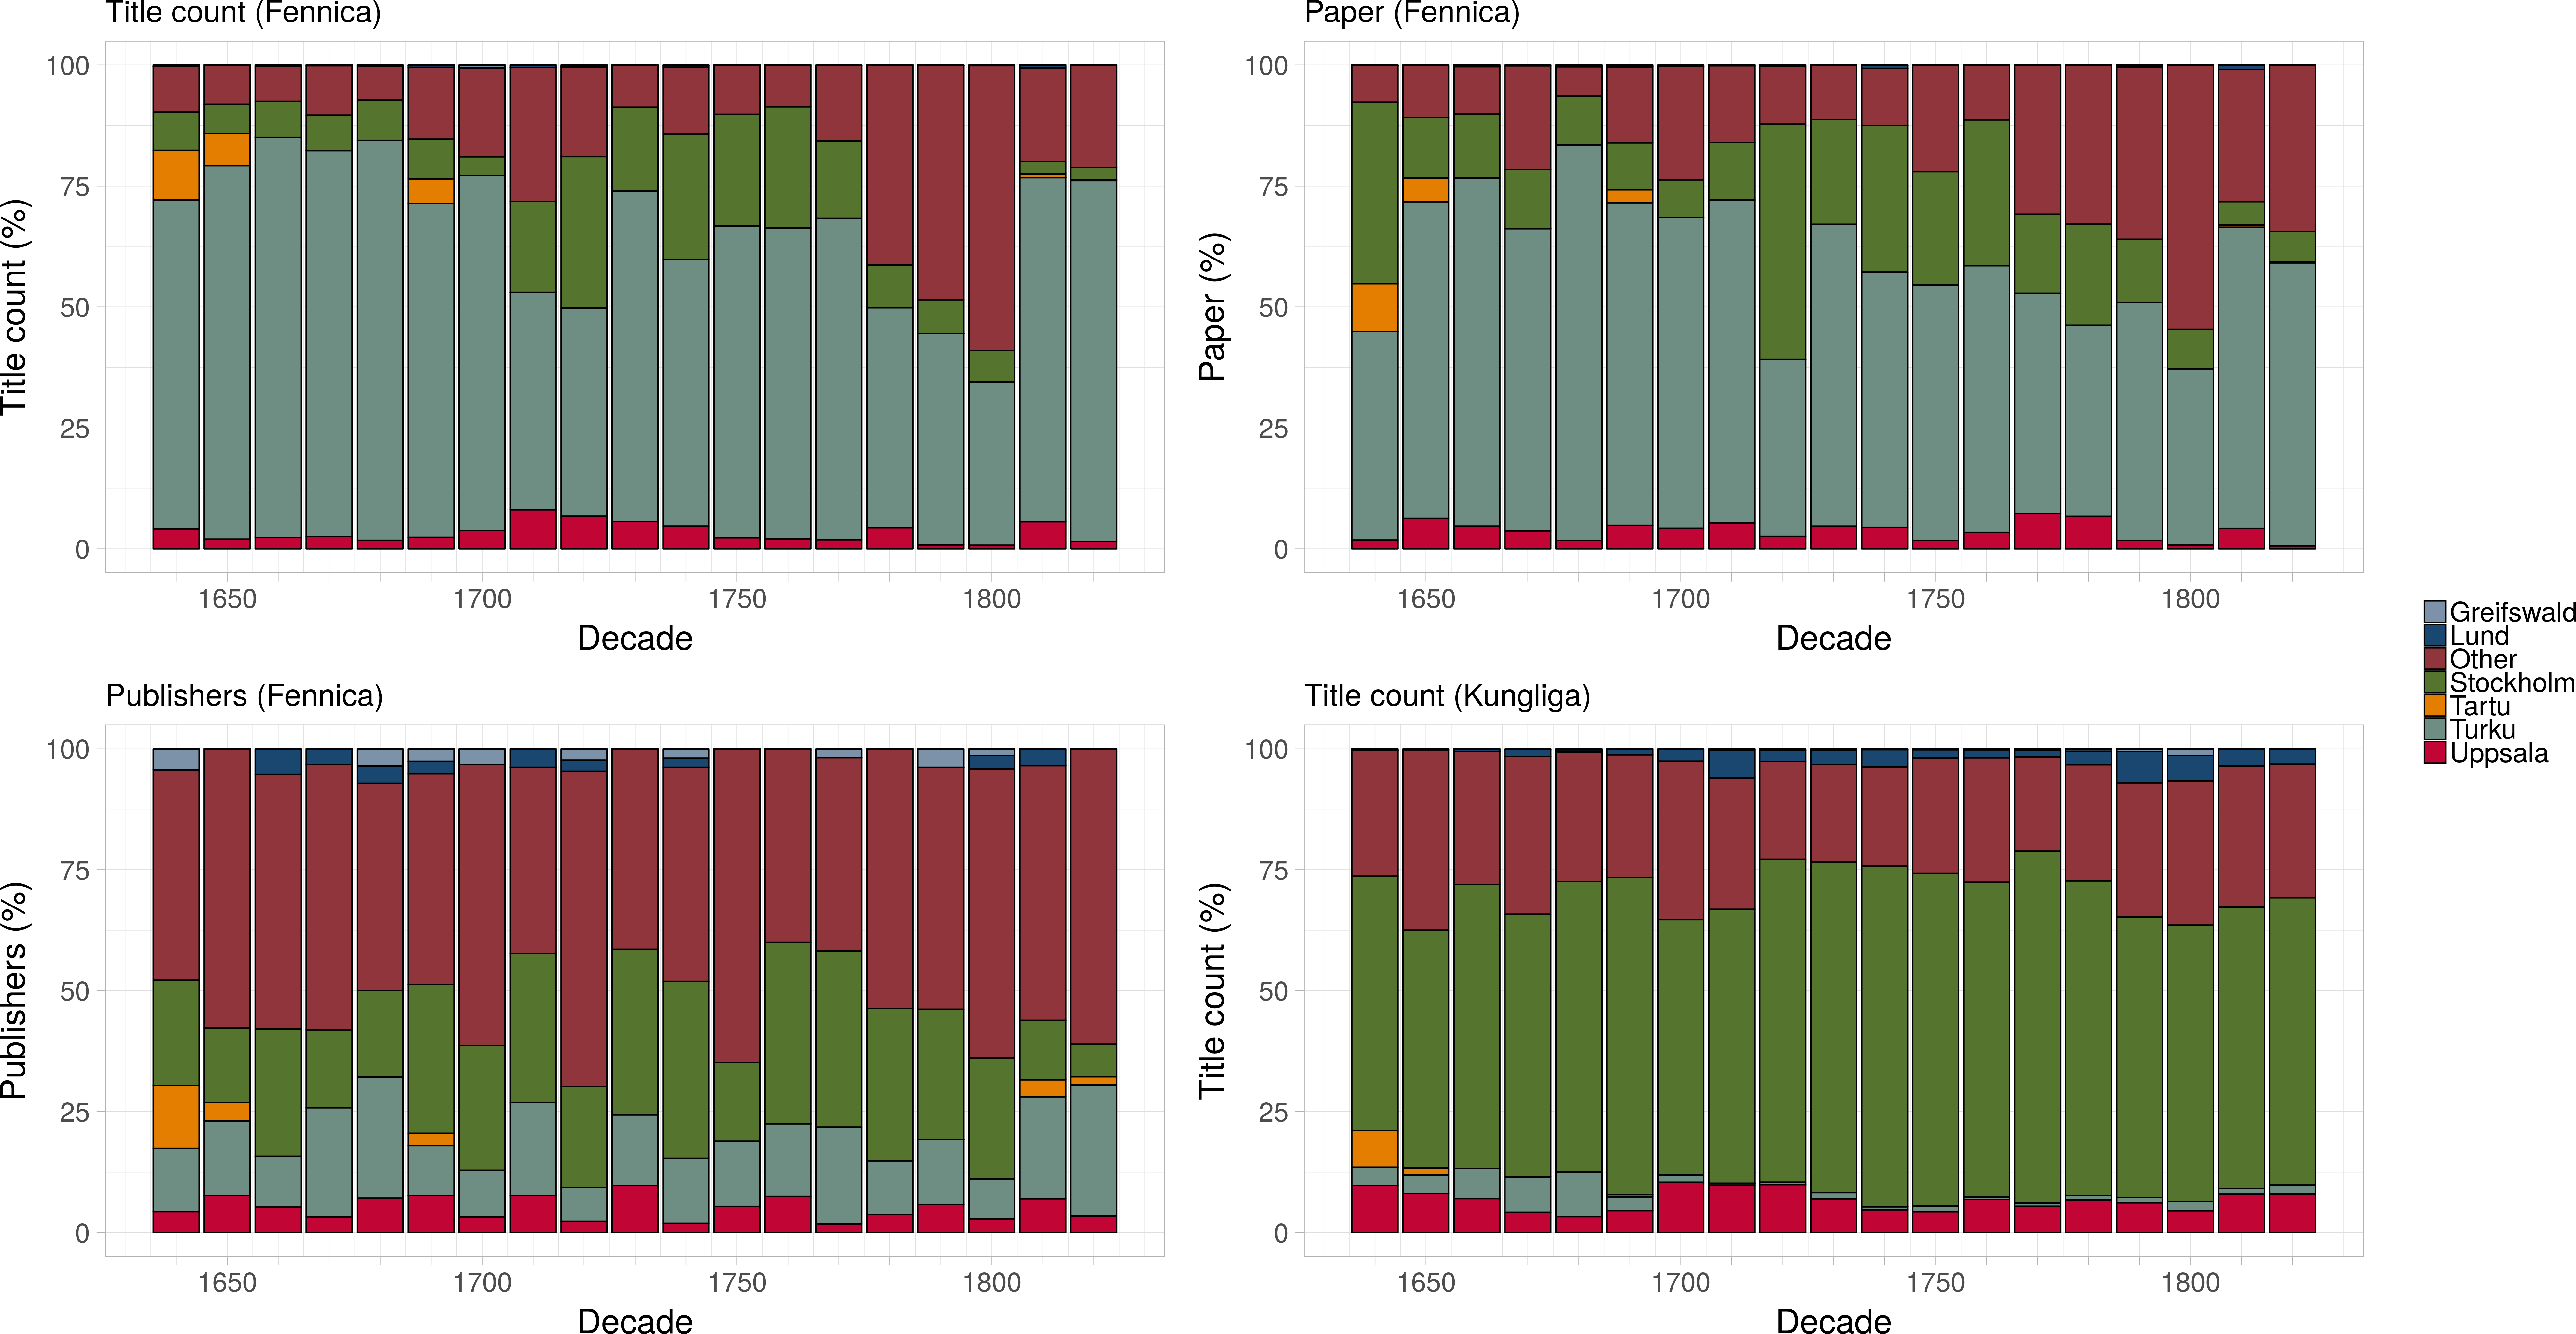 Title count (Fennica)
Title count (%)
100
75
50
25
0
1650
1700
1750
1800
Decade
Paper (Fennica)
Paper (%)
100
75
50
25
0
1650
1700
1750
1800
Decade
Publishers (Fennica)
Publishers (%)
100
75
50
25
0
1650
1700
1750
1800
Decade
Title count (Kungliga)
Title count (%)
100
75
50
25
0
1650
1700
1750
1800
Decade
Greifswald
Lund
Other
Stockholm
Tartu
Turku
Uppsala